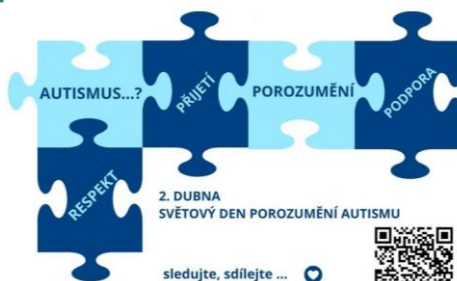 AUTISMUS...?
PŘIJETÍ
POROZUMĚNÍ
PODPORA
RESPEKT
2. DUBNA
SVĚTOVÝ DEN POROZUMĚNÍ AUTISMU
sledujte, sdílejte ...